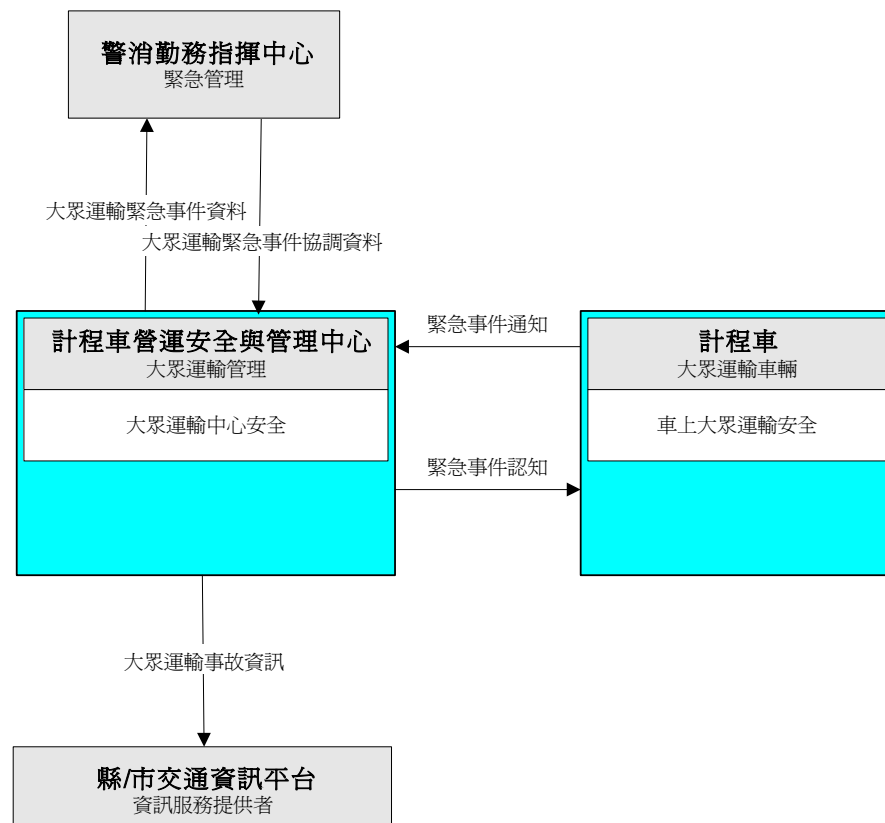 警消勤務指揮中心
緊急管理
大眾運輸緊急事件資料
大眾運輸緊急事件協調資料
計程車營運安全與管理中心
大眾運輸管理
大眾運輸中心安全
緊急事件通知
緊急事件認知
計程車
大眾運輸車輛
車上大眾運輸安全
大眾運輸事故資訊
縣/市交通資訊平台
資訊服務提供者